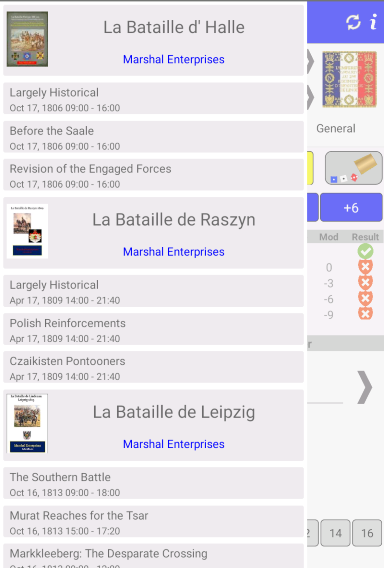 La Bataille d' Halle
Marshal Enterprises
Largely Historical
Oct 17, 1806 09:00 - 16:00
Before the Saale
Oct 17, 1806 09:00 - 16:00
Revision of the Engaged Forces
Oct 17, 1806 09:00 - 16:00
La Bataille de Raszyn
Marshal Enterprises
Largely Historical
Apr 17, 1809 14:00 - 21:40
Polish Reinforcements
Apr 17, 1809 14:00 - 21:40
Czaikisten Pontooners
Apr 17, 1809 14:00 - 21:40
La Bataille de Leipzig
Marshal Enterprises
The Southern Battle
Oct 16, 1813 09:00 - 18:00
Murat Reaches for the Tsar
Oct 16, 1813 15:00 - 17:20
Markkleeberg: The Desparate Crossing
i
General
+6
Mod Result
0
-3
-6
-9
r
2 14 16